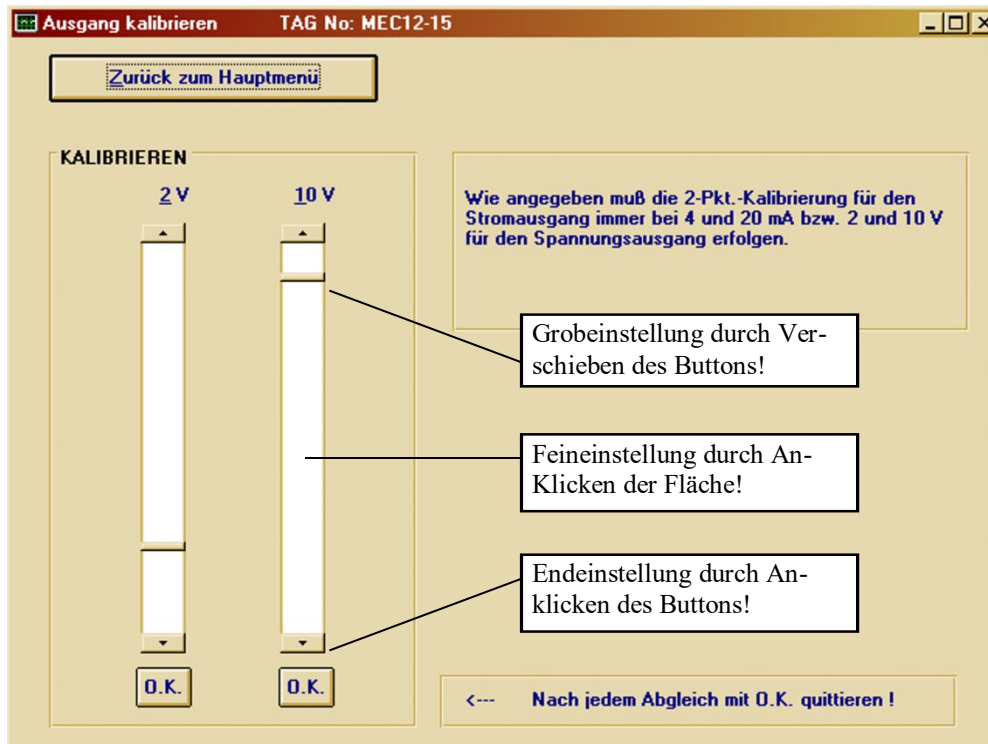 Ausgang kalibrieren TAG No: MEC12-15
Zurück zum Hauptmenü
KALIBRIEREN
2 V 10 V
Wie angegeben muß die 2-Pkt.-Kalibrierung für den
Stromausgang immer bei 4 und 20 mA bzw. 2 und 10 V
für den Spannungsausgang erfolgen.
Grobeinstellung durch Ver-
schieben des Buttons!
Feineinstellung durch An-
Klicken der Fläche!
Endeinstellung durch An-
klicken des Buttons!
O.K. O.K.
<--- Nach jedem Abgleich mit O.K. quittieren !